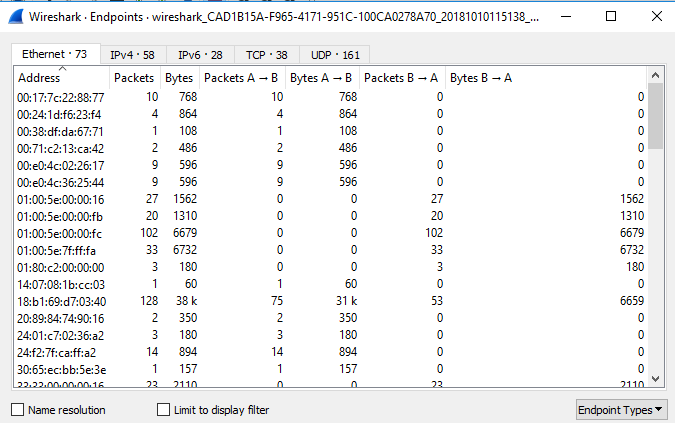 Wireshark · Endpoints · wireshark_CAD1B15A-F965-4171-951C-100CA0278A70_20181010115138_...
Ethernet · 73 IPv4 · 58 IPv6 · 28 TCP · 38 UDP · 161
Address Packets Bytes Packets A → B Bytes A → B Packets B → A Bytes B → A
00:17:7c:22:88:77 10 768 10 768 0 0
00:24:1d:f6:23:f4 4 864 4 864 0 0
00:38:df:da:67:71 1 108 1 108 0 0
00:71:c2:13:ca:42 2 486 2 486 0 0
00:e0:4c:02:26:17 9 596 9 596 0 0
00:e0:4c:36:25:44 9 596 9 596 0 0
01:00:5e:00:00:16 27 1562 0 0 27 1562
01:00:5e:00:00:fb 20 1310 0 0 20 1310
01:00:5e:00:00:fc 102 6679 0 0 102 6679
01:00:5e:7f:ff:fa 33 6732 0 0 33 6732
01:80:c2:00:00:00 3 180 0 0 3 180
14:07:08:1b:cc:03 1 60 1 60 0 0
18:b1:69:d7:03:40 128 38 k 75 31 k 53 6659
20:89:84:74:90:16 2 350 2 350 0 0
24:01:c7:02:36:a2 3 180 3 180 0 0
24:f2:7f:ca:ff:a2 14 894 14 894 0 0
30:65:ec:bb:5e:3e 1 157 1 157 0 0
33:33:00:00:00:16 23 2110 0 0 23 2110
Name resolution Limit to display filter Endpoint Types